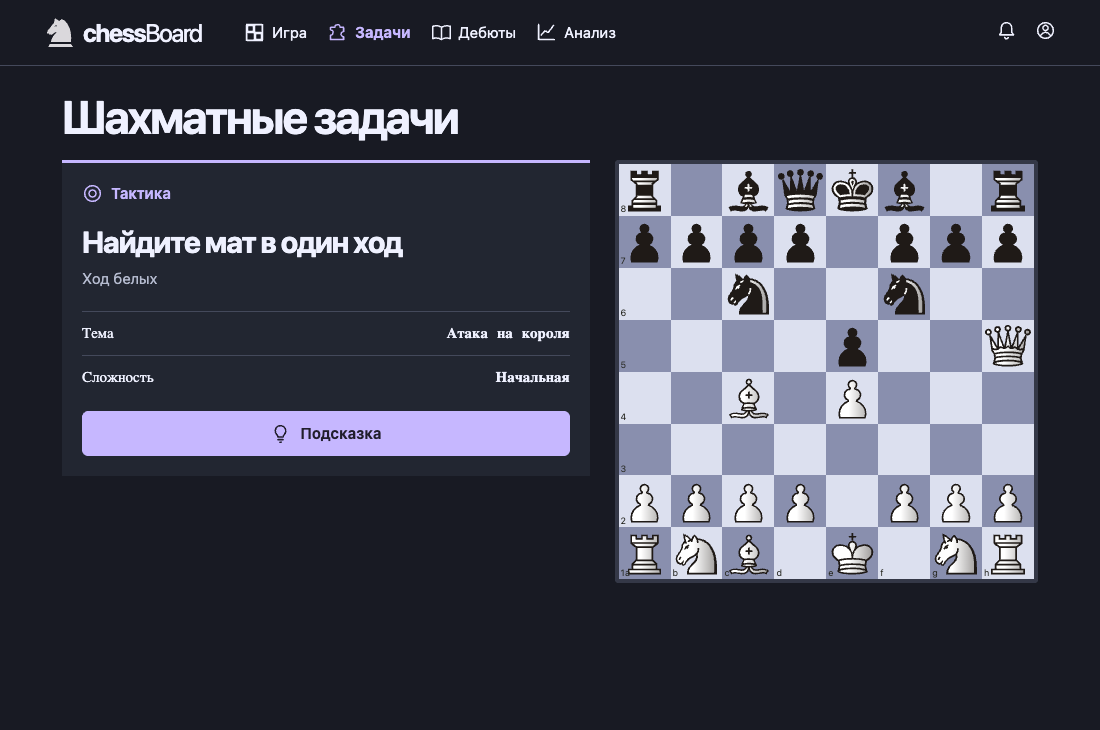 chessBoard
Игра
Задачи
Дебюты
Анализ
Шахматные задачи
Тактика
Найдите мат в один ход
Ход белых
Тема Атака на короля
Сложность Начальная
Подсказка
8
7
6
5
4
3
2
1a b c d e f g h